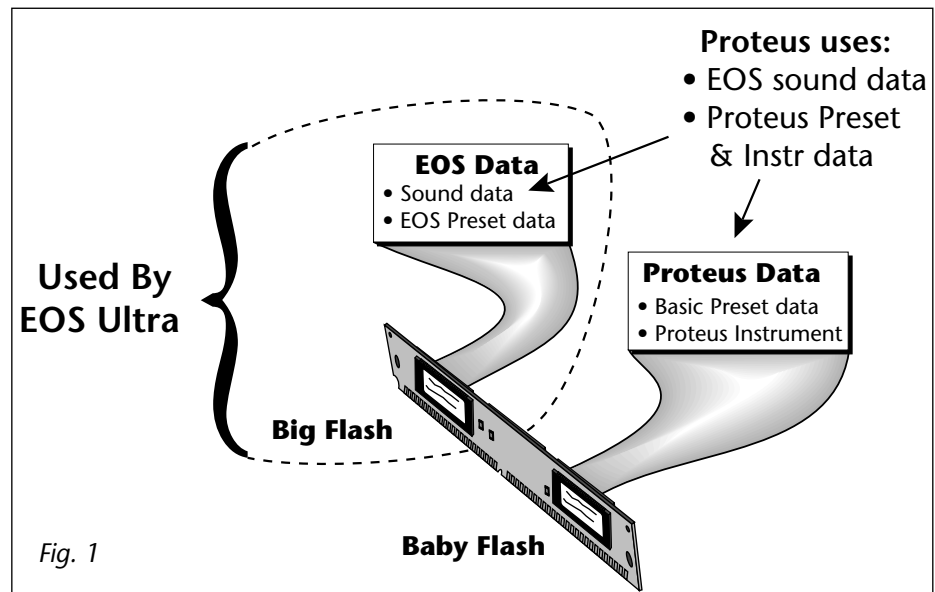 Proteus uses:
• EOS sound data
• Proteus Preset
& Instr data
EOS Data
• Sound data
• EOS Preset data
Used By
EOS Ultra
Proteus Data
• Basic Preset data
• Proteus Instrument
Big Flash
Baby Flash
Fig. 1